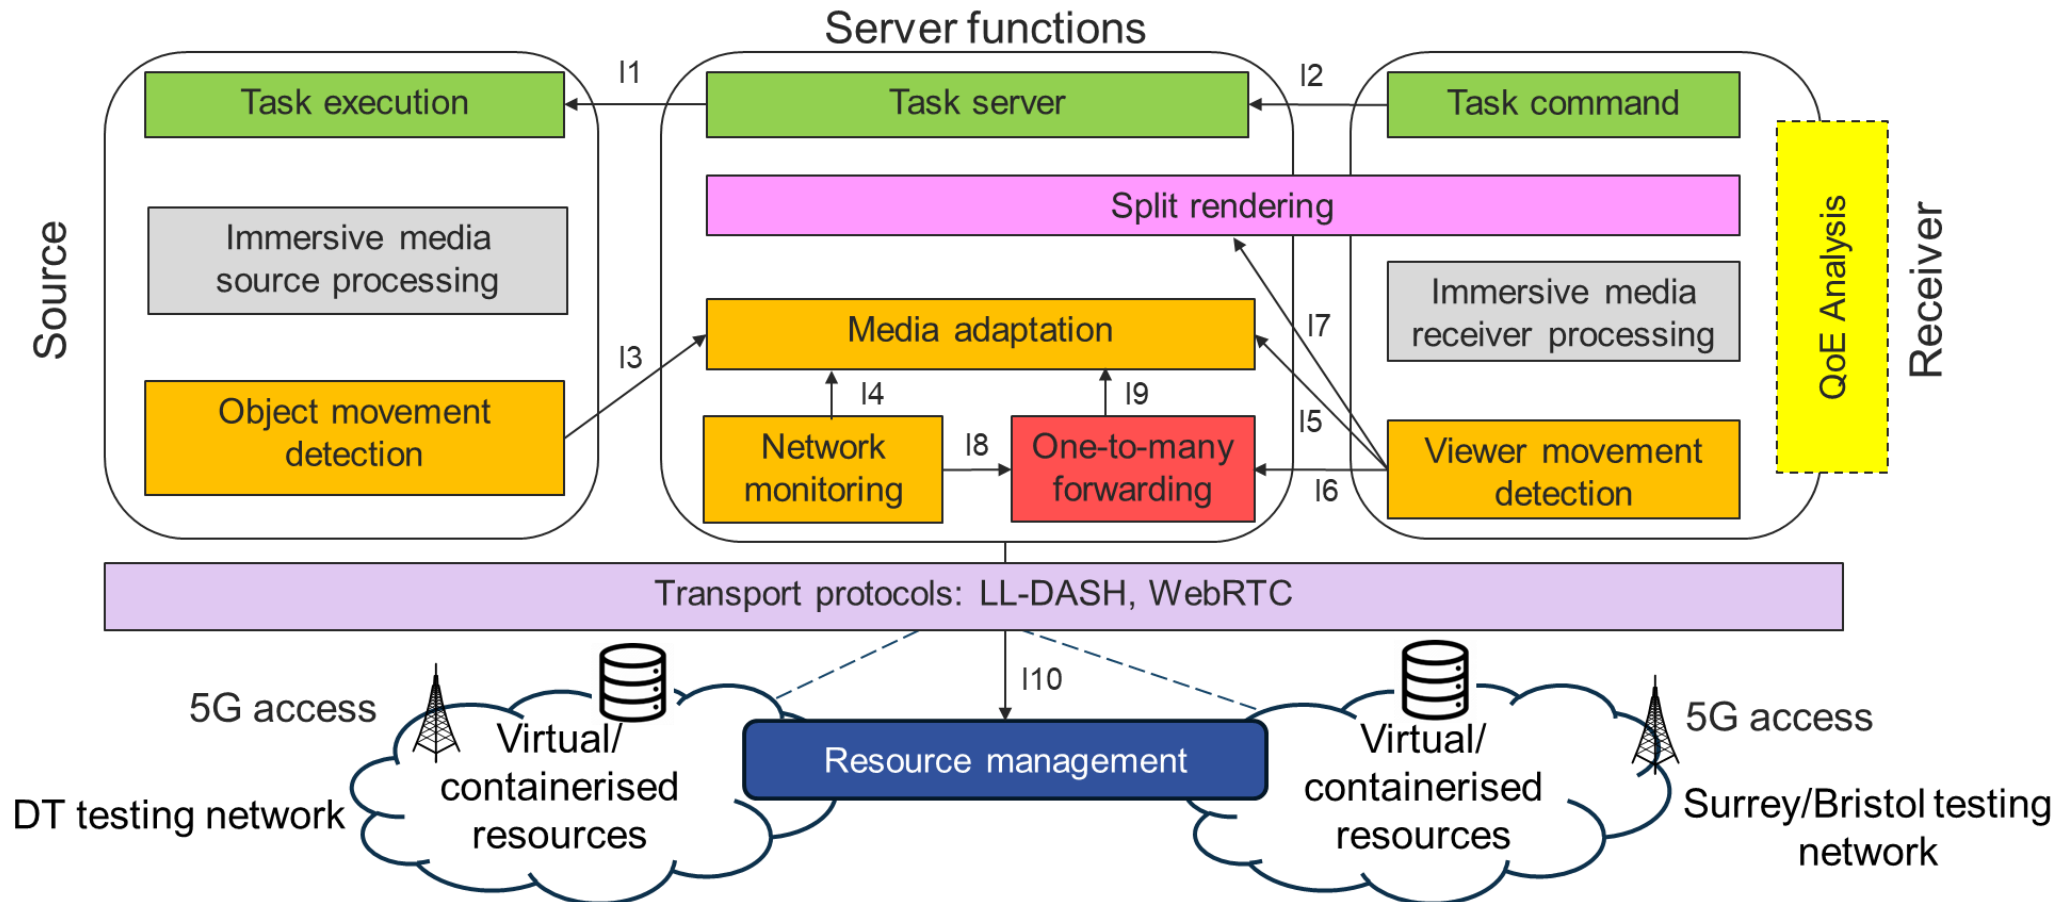 Server functions
Source
Task execution
I1
Task server
I2
Task command
Split rendering
Immersive media
source processing
Immersive media
receiver processing
QoE Analysis
Receiver
Media adaptation
I3
I7
I4
I9
I5
Object movement
detection
Network
monitoring
I8
One-to-many
forwarding
I6
Viewer movement
detection
Transport protocols: LL-DASH, WebRTC
I10
5G access
Virtual/
containerised
resources
DT testing network
Resource management
Virtual/
containerised
resources
5G access
Surrey/Bristol testing
network